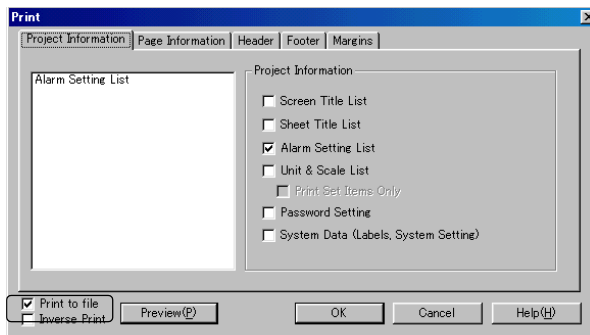 Print
Project Information Page Information Header Footer Margins
Alarm Setting List
Project Information
Screen Title List
Sheet Title List
Alarm Setting List
Unit & Scale List
Print Set Items Only
Password Setting
System Data (Labels, System Setting)
Print to file
Inverse Print
Preview(P) OK Cancel Help(H)